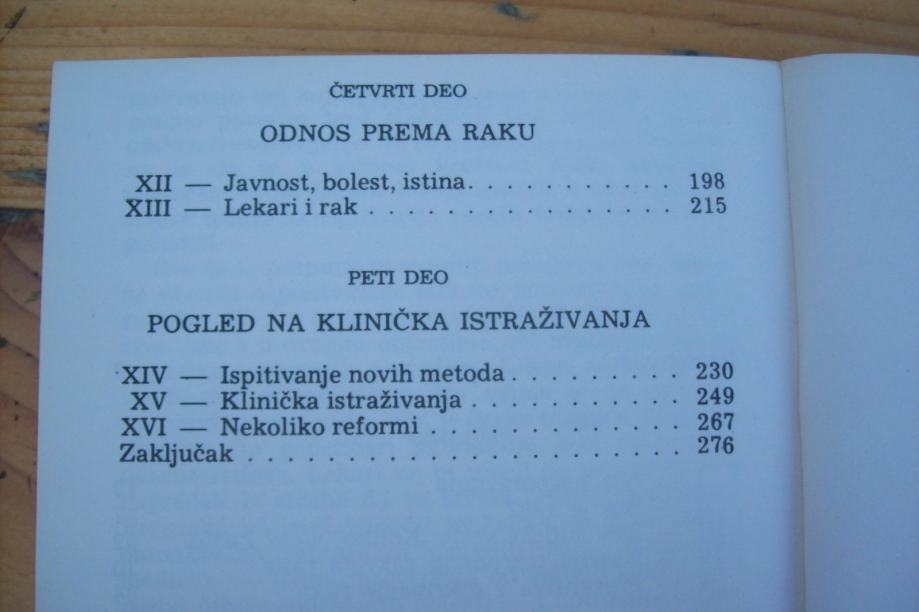 ČETVRTI DEO
ODNOS PREMA RAKU
XII — Javnost, bolest, istina. . . . . . . . . . . . 198
XIII — Lekari i rak . . . . . . . . . . . . . . . . . 215
PETI DEO
POGLED NA KLINIČKA ISTRAŽIVANJA
XIV — Ispitivanje novih metoda . . . . . . . . . . 230
XV — Klinička istraživanja . . . . . . . . . . . . 249
XVI — Nekoliko reformi . . . . . . . . . . . . . . 267
Zaključak . . . . . . . . . . . . . . . . . . . . . 276